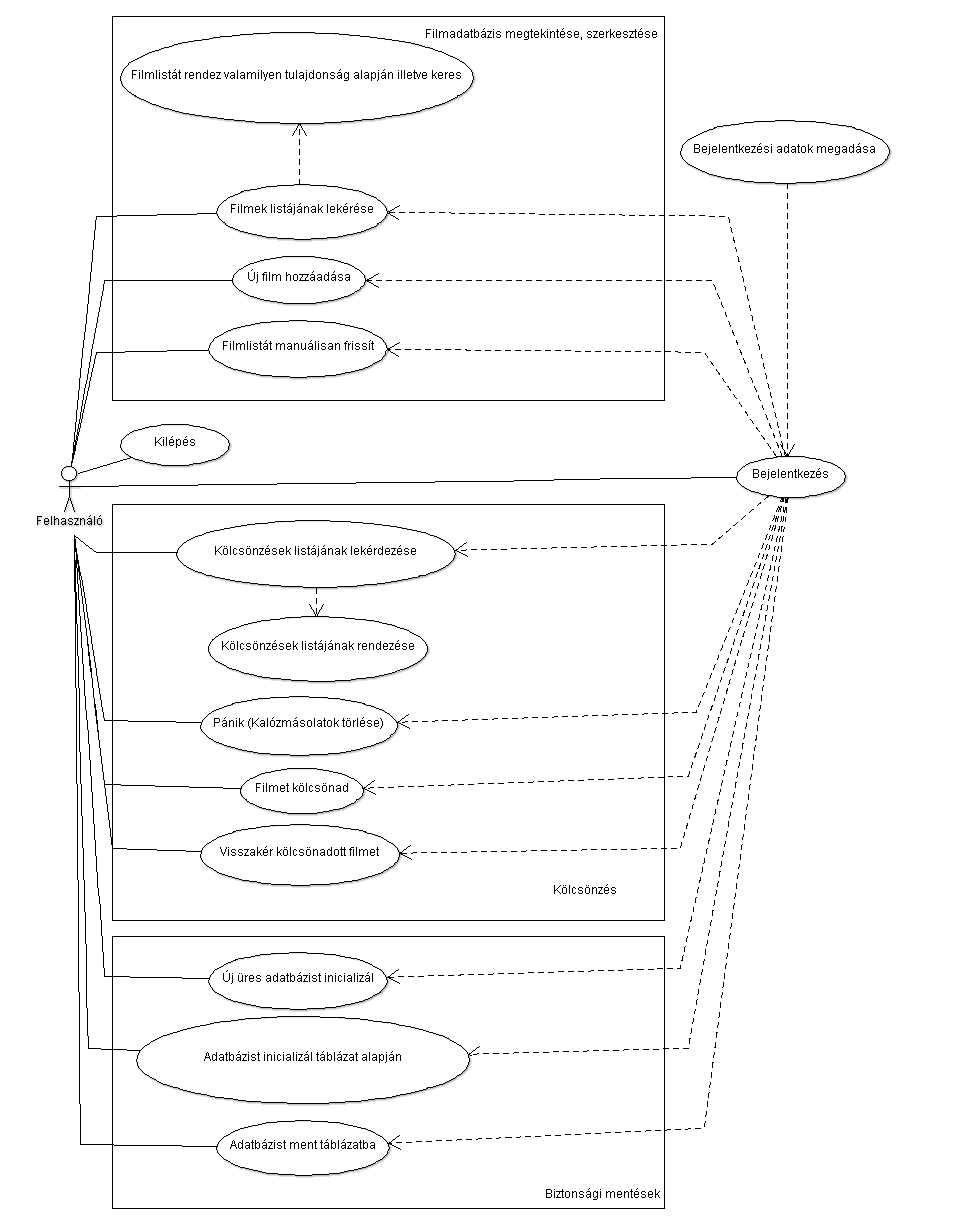 Filmadatbázis megtekintése, szerkesztése
Filmlistát rendez valamilyen tulajdonság alapján illetve keres
Bejelentkezési adatok megadása
Filmek listájának lekérése
Új film hozzáadása
Filmlistát manuálisan frissít
Kilépés
Bejelentkezés
Felhasználó
Kölcsönzések listájának lekérdezése
Kölcsönzések listájának rendezése
Pánik (Kalózmásolatok törlése)
Filmet kölcsönad
Visszakér kölcsönadott filmet
Kölcsönzés
Új üres adatbázist inicializál
Adatbázist inicializál táblázat alapján
Adatbázist ment táblázatba
Biztonsági mentések